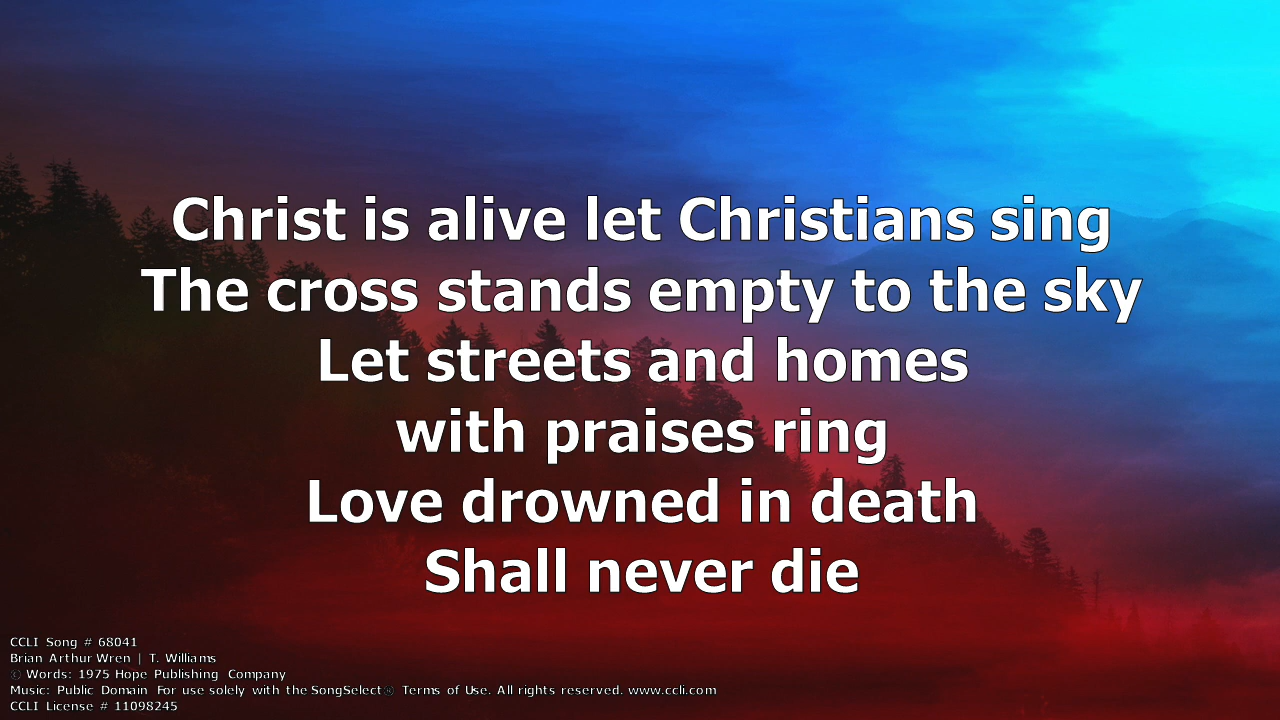 Christ is alive let Christians sing
The cross stands empty to the sky
Let streets and homes
with praises ring
Love drowned in death
Shall never die
CCLI Song # 68041
Brian Arthur Wren | T. Williams
© Words: 1975 Hope Publishing Company
Music: Public Domain For use solely with the SongSelect® Terms of Use. All rights reserved. www.ccli.com
CCLI License # 11098245